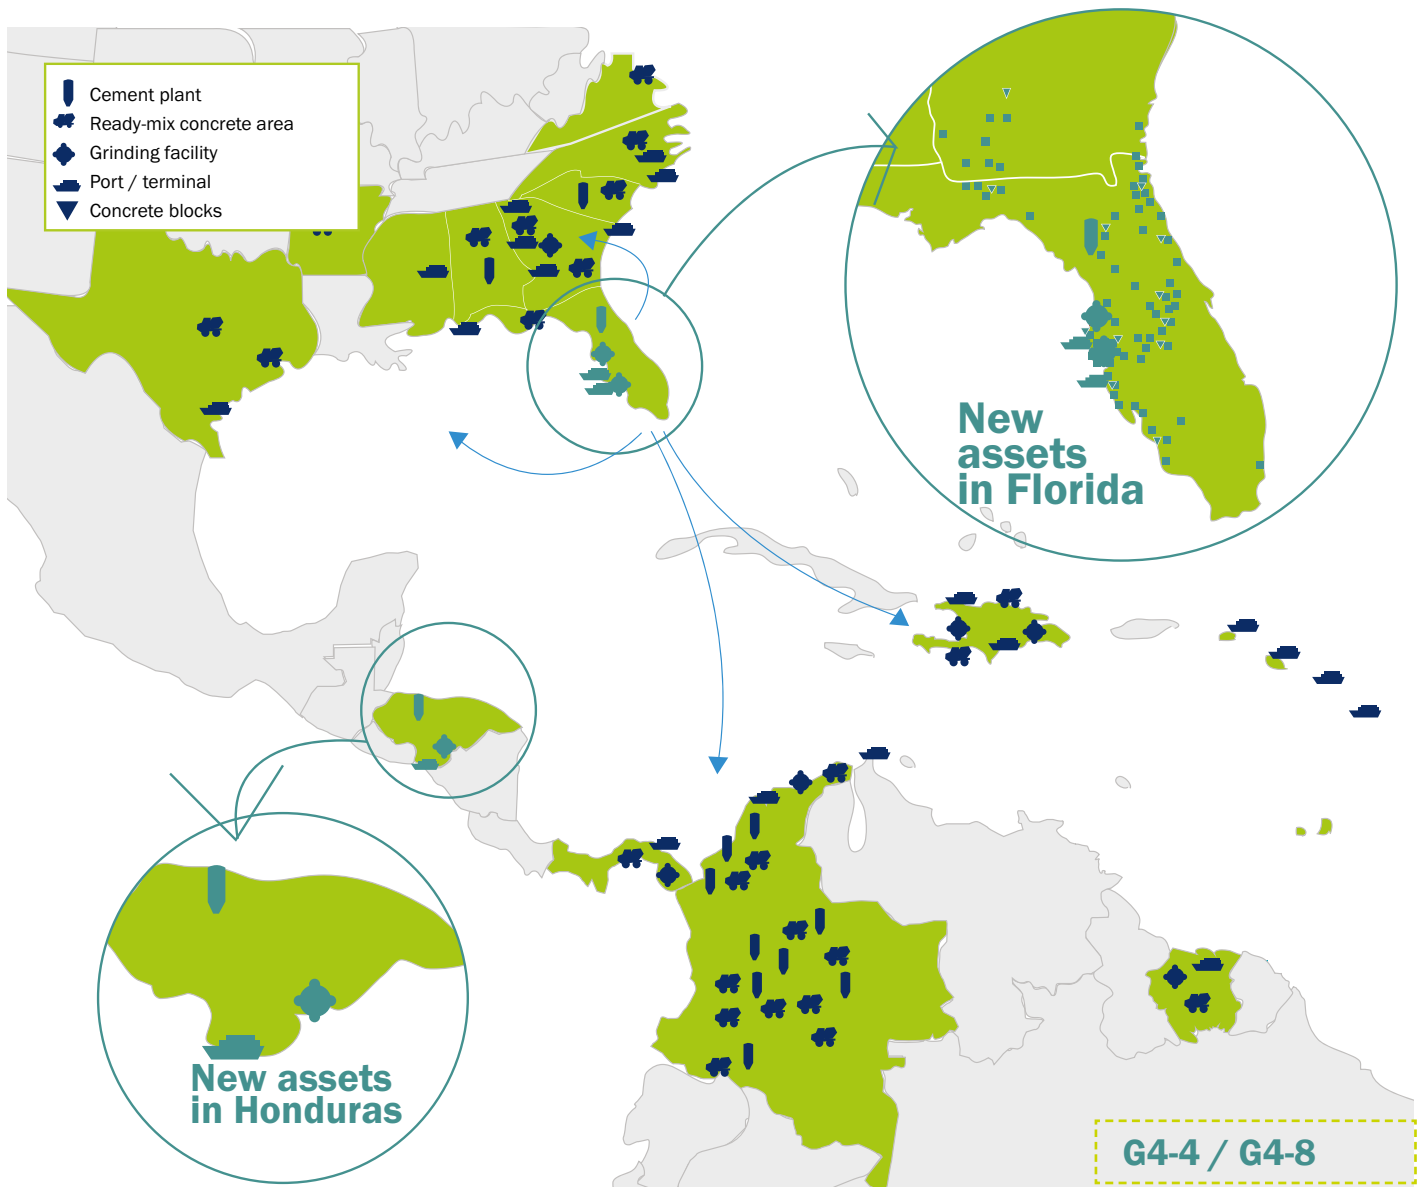 Cement plant
Ready-mix concrete area
Grinding facility
Port / terminal
Concrete blocks
New
assets
in Florida
New assets
in Honduras
G4-4 / G4-8